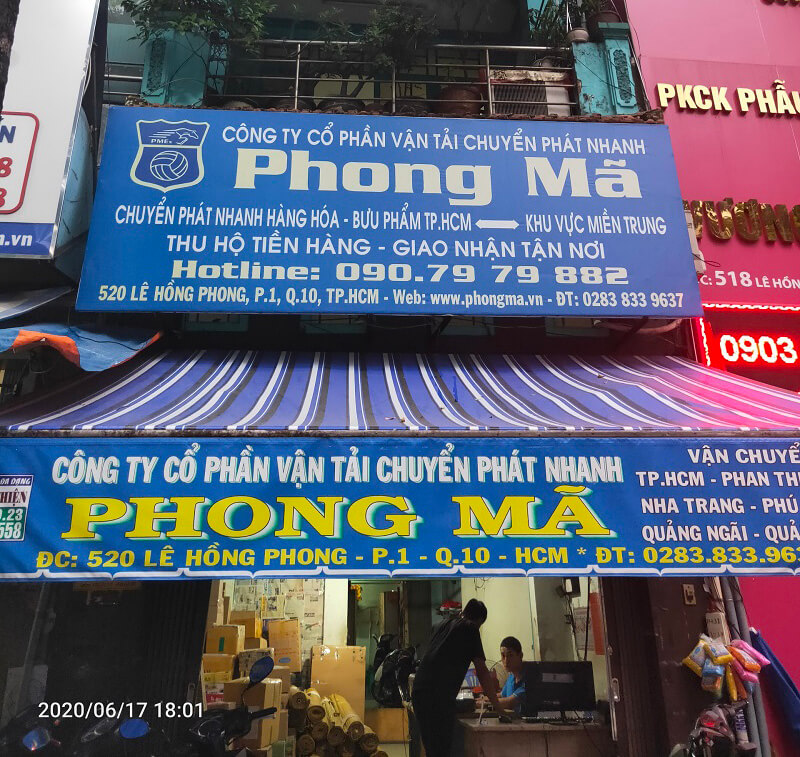 PME
CÔNG TY CỔ PHẦN VẬN TẢI CHUYỂN PHÁT NHANH
Phong Mã
CHUYỂN PHÁT NHANH HÀNG HÓA - BƯU PHẨM TP.HCM ⟷ KHU VỰC MIỀN TRUNG
THU HỘ TIỀN HÀNG - GIAO NHẬN TẬN NƠI
Hotline: 090.79 79 882
520 LÊ HỒNG PHONG, P.1, Q.10, TP.HCM - Web: www.phongma.vn - ĐT: 0283 833 9637
PKCK PHẪU
518 LÊ HỒN
0903
CÔNG TY CỔ PHẦN VẬN TẢI CHUYỂN PHÁT NHANH
PHONG MÃ
ĐC: 520 LÊ HỒNG PHONG - P.1 - Q.10 - HCM * ĐT: 0283.833.963
VẬN CHUYỂ
TP.HCM - PHAN TH
NHA TRANG - PHÚ
QUẢNG NGÃI - QUẢ
2020/06/17 18:01